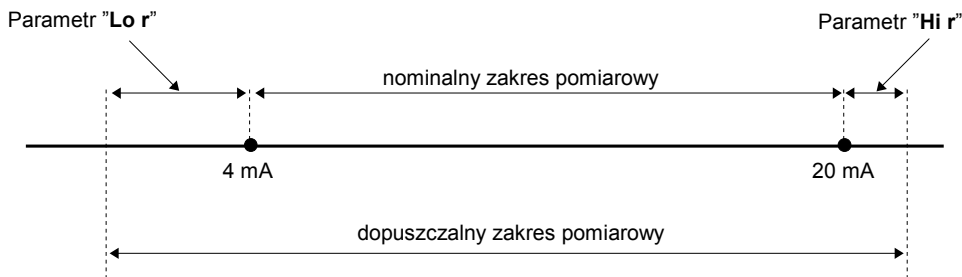 Parametr ”Lo r”
Parametr ”Hi r”
nominalny zakres pomiarowy
4 mA
20 mA
dopuszczalny zakres pomiarowy